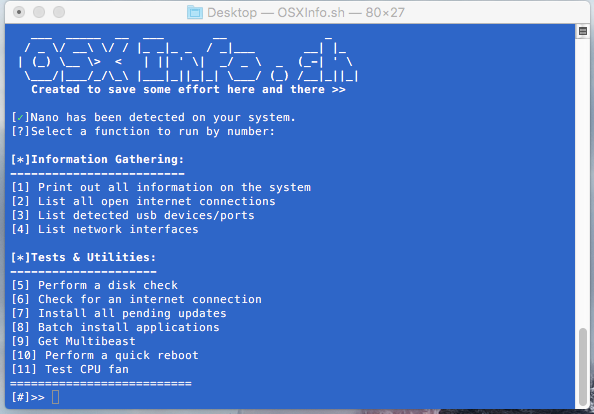 Desktop — OSXInfo.sh — 80×27
OSXInfo.sh
Created to save some effort here and there >>
[✓]Nano has been detected on your system.
[?]Select a function to run by number:
[*]Information Gathering:
-------------------------
[1] Print out all information on the system
[2] List all open internet connections
[3] List detected usb devices/ports
[4] List network interfaces
[*]Tests & Utilities:
---------------------
[5] Perform a disk check
[6] Check for an internet connection
[7] Install all pending updates
[8] Batch install applications
[9] Get Multibeast
[10] Perform a quick reboot
[11] Test CPU fan
==========================
[#]>>